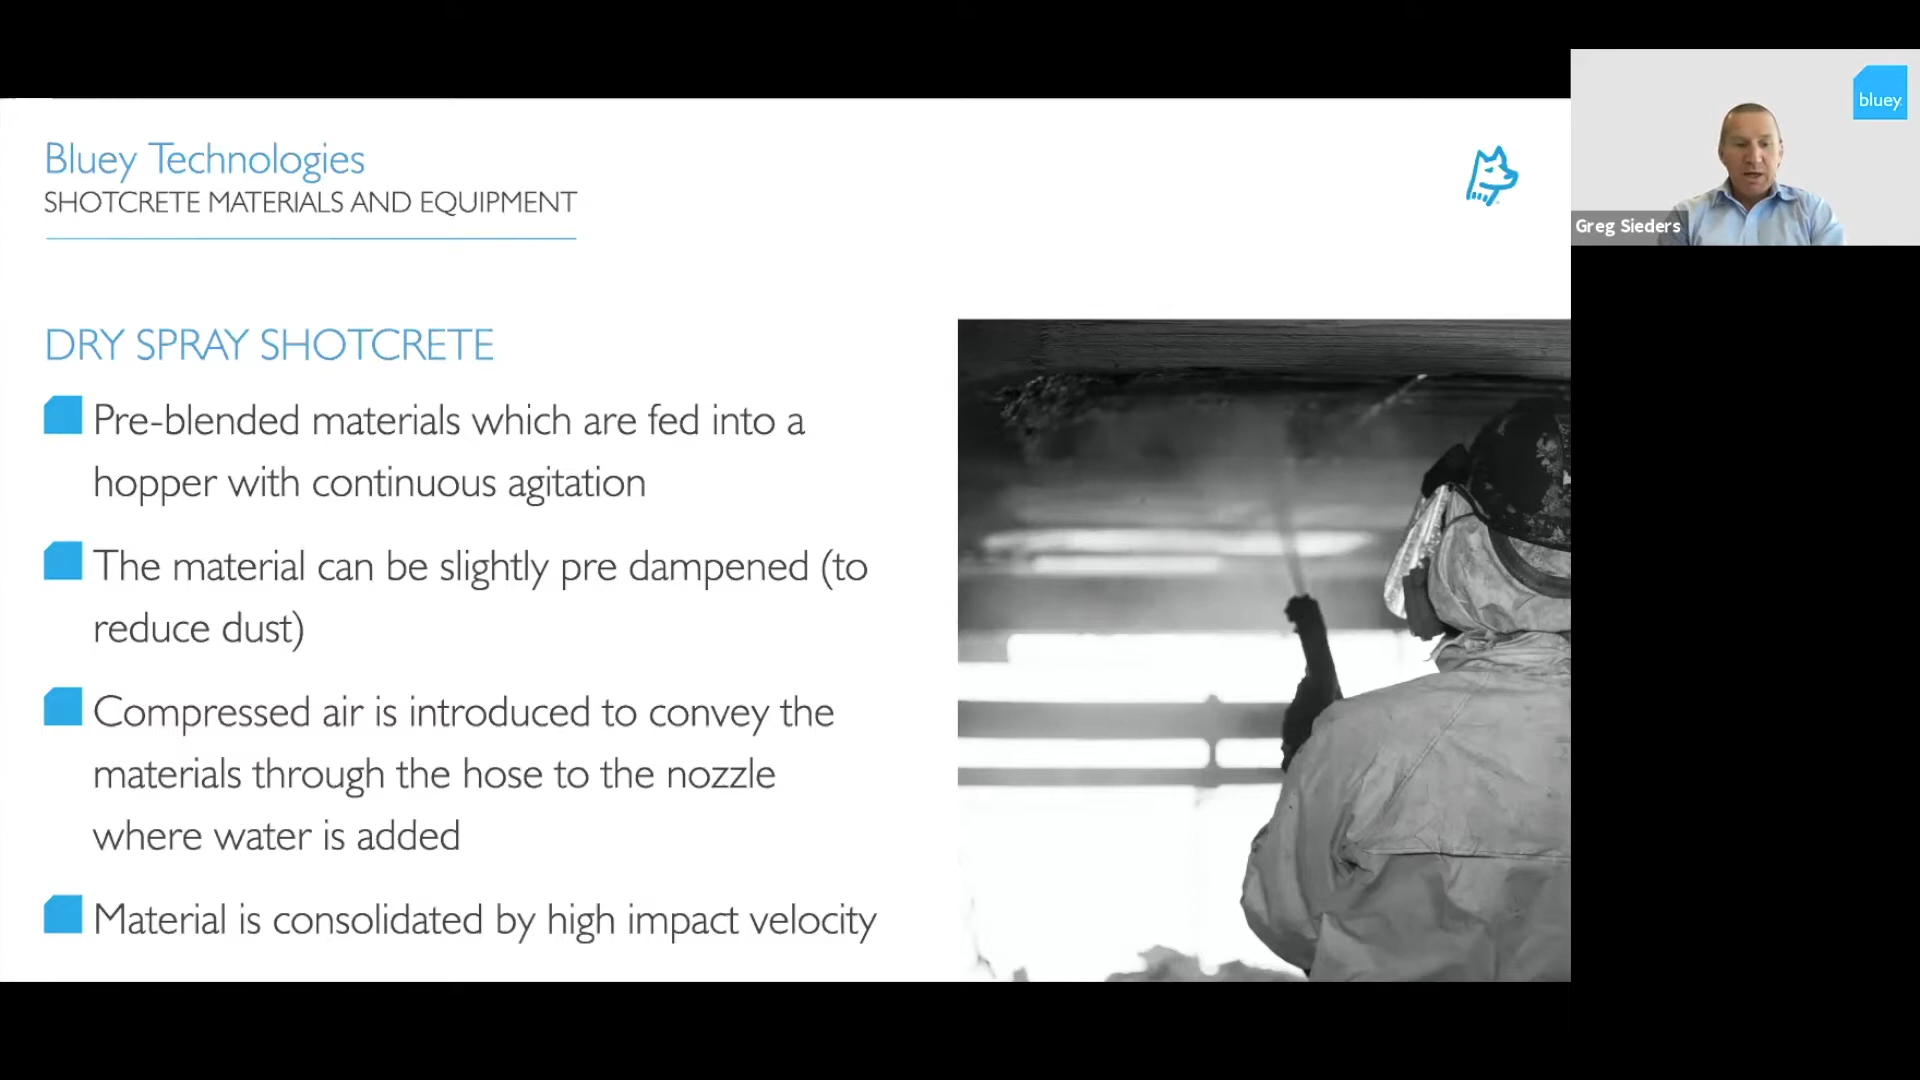 Bluey Technologies
SHOTCRETE MATERIALS AND EQUIPMENT
bluey
Greg Sieders
DRY SPRAY SHOTCRETE
Pre-blended materials which are fed into a
hopper with continuous agitation
The material can be slightly pre dampened (to
reduce dust)
Compressed air is introduced to convey the
materials through the hose to the nozzle
where water is added
Material is consolidated by high impact velocity